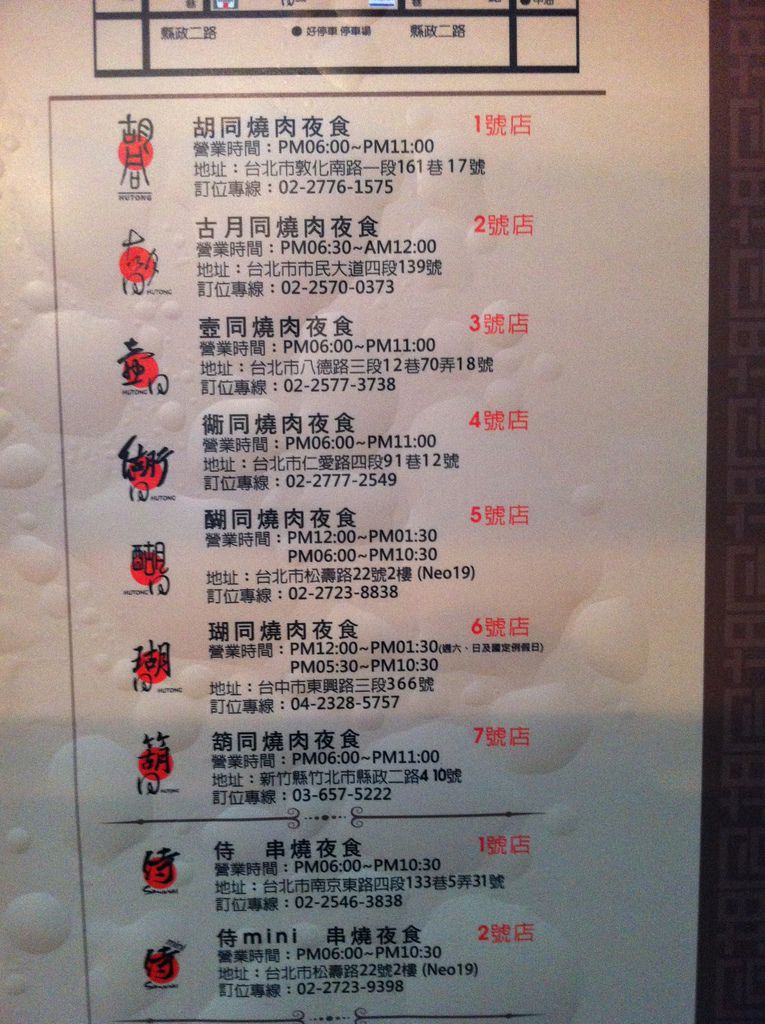 縣政二路 ●好停車 停車場 縣政二路
胡同燒肉夜食 1號店
營業時間：PM06:00~PM11:00
地址：台北市敦化南路一段161巷17號
訂位專線：02-2776-1575
HUTONG
古月同燒肉夜食 2號店
營業時間：PM06:30~AM12:00
地址：台北市市民大道四段139號
訂位專線：02-2570-0373
HUTONG
壺同燒肉夜食 3號店
營業時間：PM06:00~PM11:00
地址：台北市八德路三段12巷70弄18號
訂位專線：02-2577-3738
HUTONG
衚同燒肉夜食 4號店
營業時間：PM06:00~PM11:00
地址：台北市仁愛路四段91巷12號
訂位專線：02-2777-2549
HUTONG
醐同燒肉夜食 5號店
營業時間：PM12:00~PM01:30
PM06:00~PM10:30
地址：台北市松壽路22號2樓 (Neo19)
訂位專線：02-2723-8838
HUTONG
瑚同燒肉夜食 6號店
營業時間：PM12:00~PM01:30(週六、日及國定例假日)
PM05:30~PM10:30
地址：台中市東興路三段366號
訂位專線：04-2328-5757
HUTONG
箶同燒肉夜食 7號店
營業時間：PM06:00~PM11:00
地址：新竹縣竹北市縣政二路410號
訂位專線：03-657-5222
HUTONG
侍 串燒夜食 1號店
營業時間：PM06:00~PM10:30
地址：台北市南京東路四段133巷5弄31號
訂位專線：02-2546-3838
侍
Samurai
侍mini 串燒夜食 2號店
營業時間：PM06:00~PM10:30
地址：台北市松壽路22號2樓 (Neo19)
訂位專線：02-2723-9398
侍
mini
Samurai